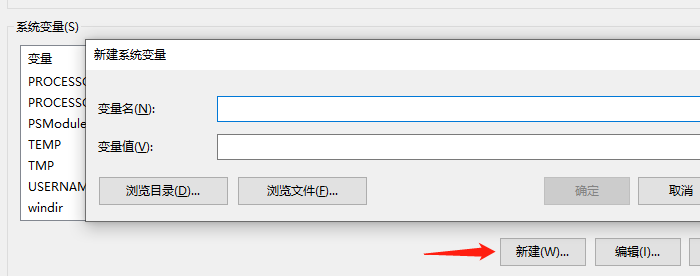 系统变量(S)
变量
新建系统变量
PROCESSO
PROCESSO
变量名(N):
PSModule
TEMP
变量值(V):
TMP
USERNAM
浏览目录(D)...
浏览文件(F)...
确定
取消
windir
新建(W)...
编辑(I)...